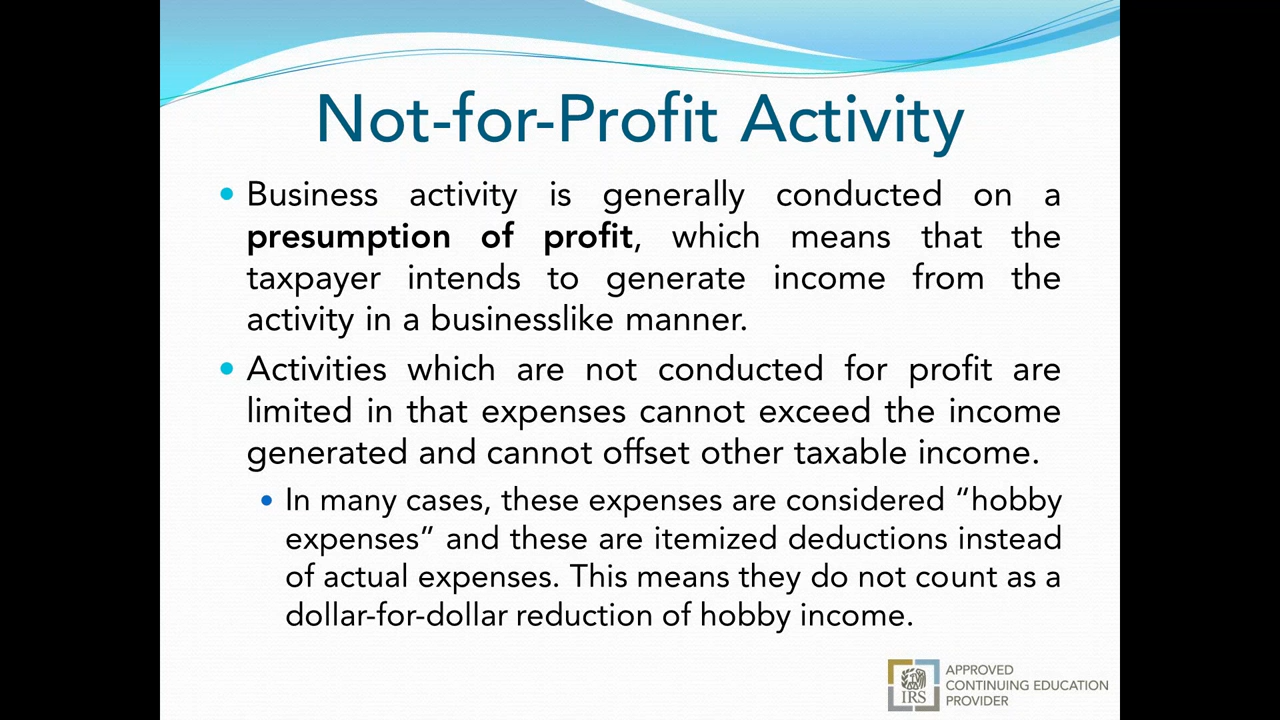 Not-for-Profit Activity
• Business activity is generally conducted on a
presumption of profit, which means that the
taxpayer intends to generate income from the
activity in a businesslike manner.
• Activities which are not conducted for profit are
limited in that expenses cannot exceed the income
generated and cannot offset other taxable income.
• In many cases, these expenses are considered “hobby
expenses” and these are itemized deductions instead
of actual expenses. This means they do not count as a
dollar-for-dollar reduction of hobby income.
IRS
APPROVED
CONTINUING EDUCATION
PROVIDER